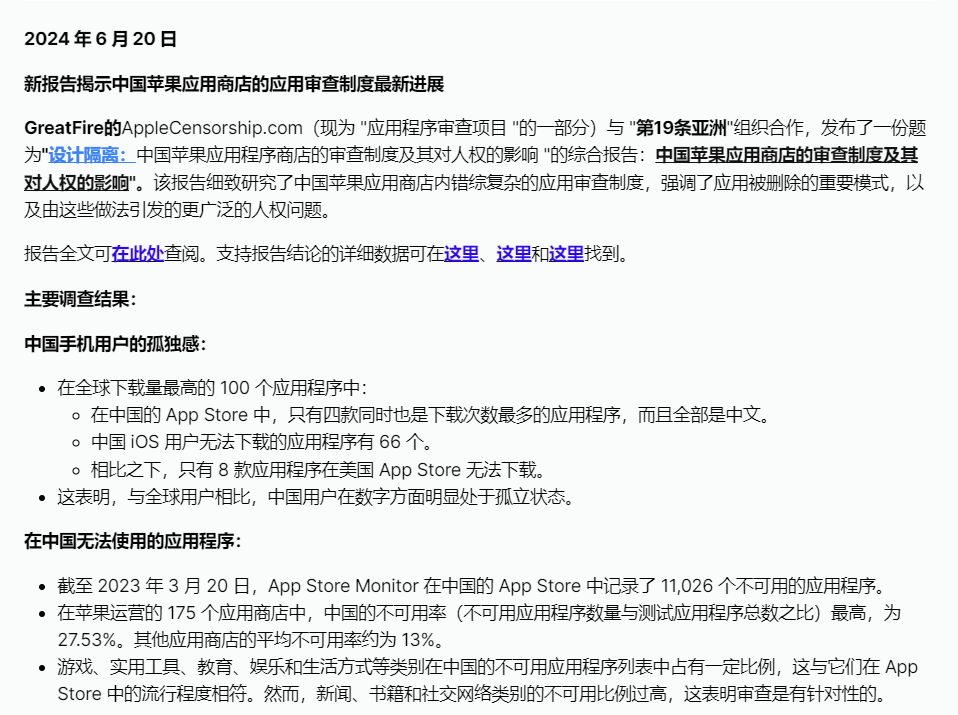 2024 年 6 月 20 日
新报告揭示中国苹果应用商店的应用审查制度最新进展
GreatFire的AppleCensorship.com（现为 "应用程序审查项目 "的一部分）与 "第19条亚洲"组织合作，发布了一份题
为"设计隔离：中国苹果应用程序商店的审查制度及其对人权的影响 "的综合报告：中国苹果应用商店的审查制度及其
对人权的影响"。该报告细致研究了中国苹果应用商店内错综复杂的应用审查制度，强调了应用被删除的重要模式，以
及由这些做法引发的更广泛的人权问题。
报告全文可在此处查阅。支持报告结论的详细数据可在这里、这里和这里找到。
主要调查结果：
中国手机用户的孤独感：
• 在全球下载量最高的 100 个应用程序中：
◦ 在中国的 App Store 中，只有四款同时也是下载次数最多的应用程序，而且全部是中文。
◦ 中国 iOS 用户无法下载的应用程序有 66 个。
◦ 相比之下，只有 8 款应用程序在美国 App Store 无法下载。
• 这表明，与全球用户相比，中国用户在数字方面明显处于孤立状态。
在中国无法使用的应用程序：
• 截至 2023 年 3 月 20 日，App Store Monitor 在中国的 App Store 中记录了 11,026 个不可用的应用程序。
• 在苹果运营的 175 个应用商店中，中国的不可用率（不可用应用程序数量与测试应用程序总数之比）最高，为
27.53%。其他应用商店的平均不可用率约为 13%。
• 游戏、实用工具、教育、娱乐和生活方式等类别在中国的不可用应用程序列表中占有一定比例，这与它们在 App
Store 中的流行程度相符。然而，新闻、书籍和社交网络类别的不可用比例过高，这表明审查是有针对性的。